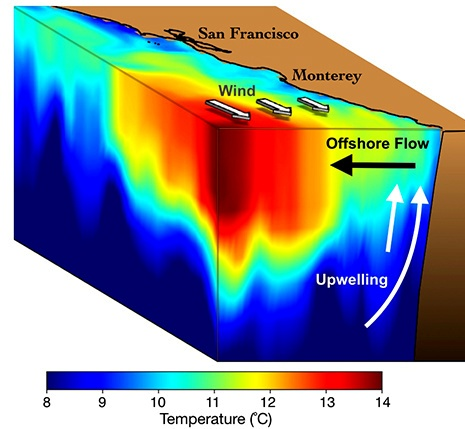 San Francisco
Monterey
Wind
Offshore Flow
Upwelling
8 9 10 11 12 13 14
Temperature (°C)